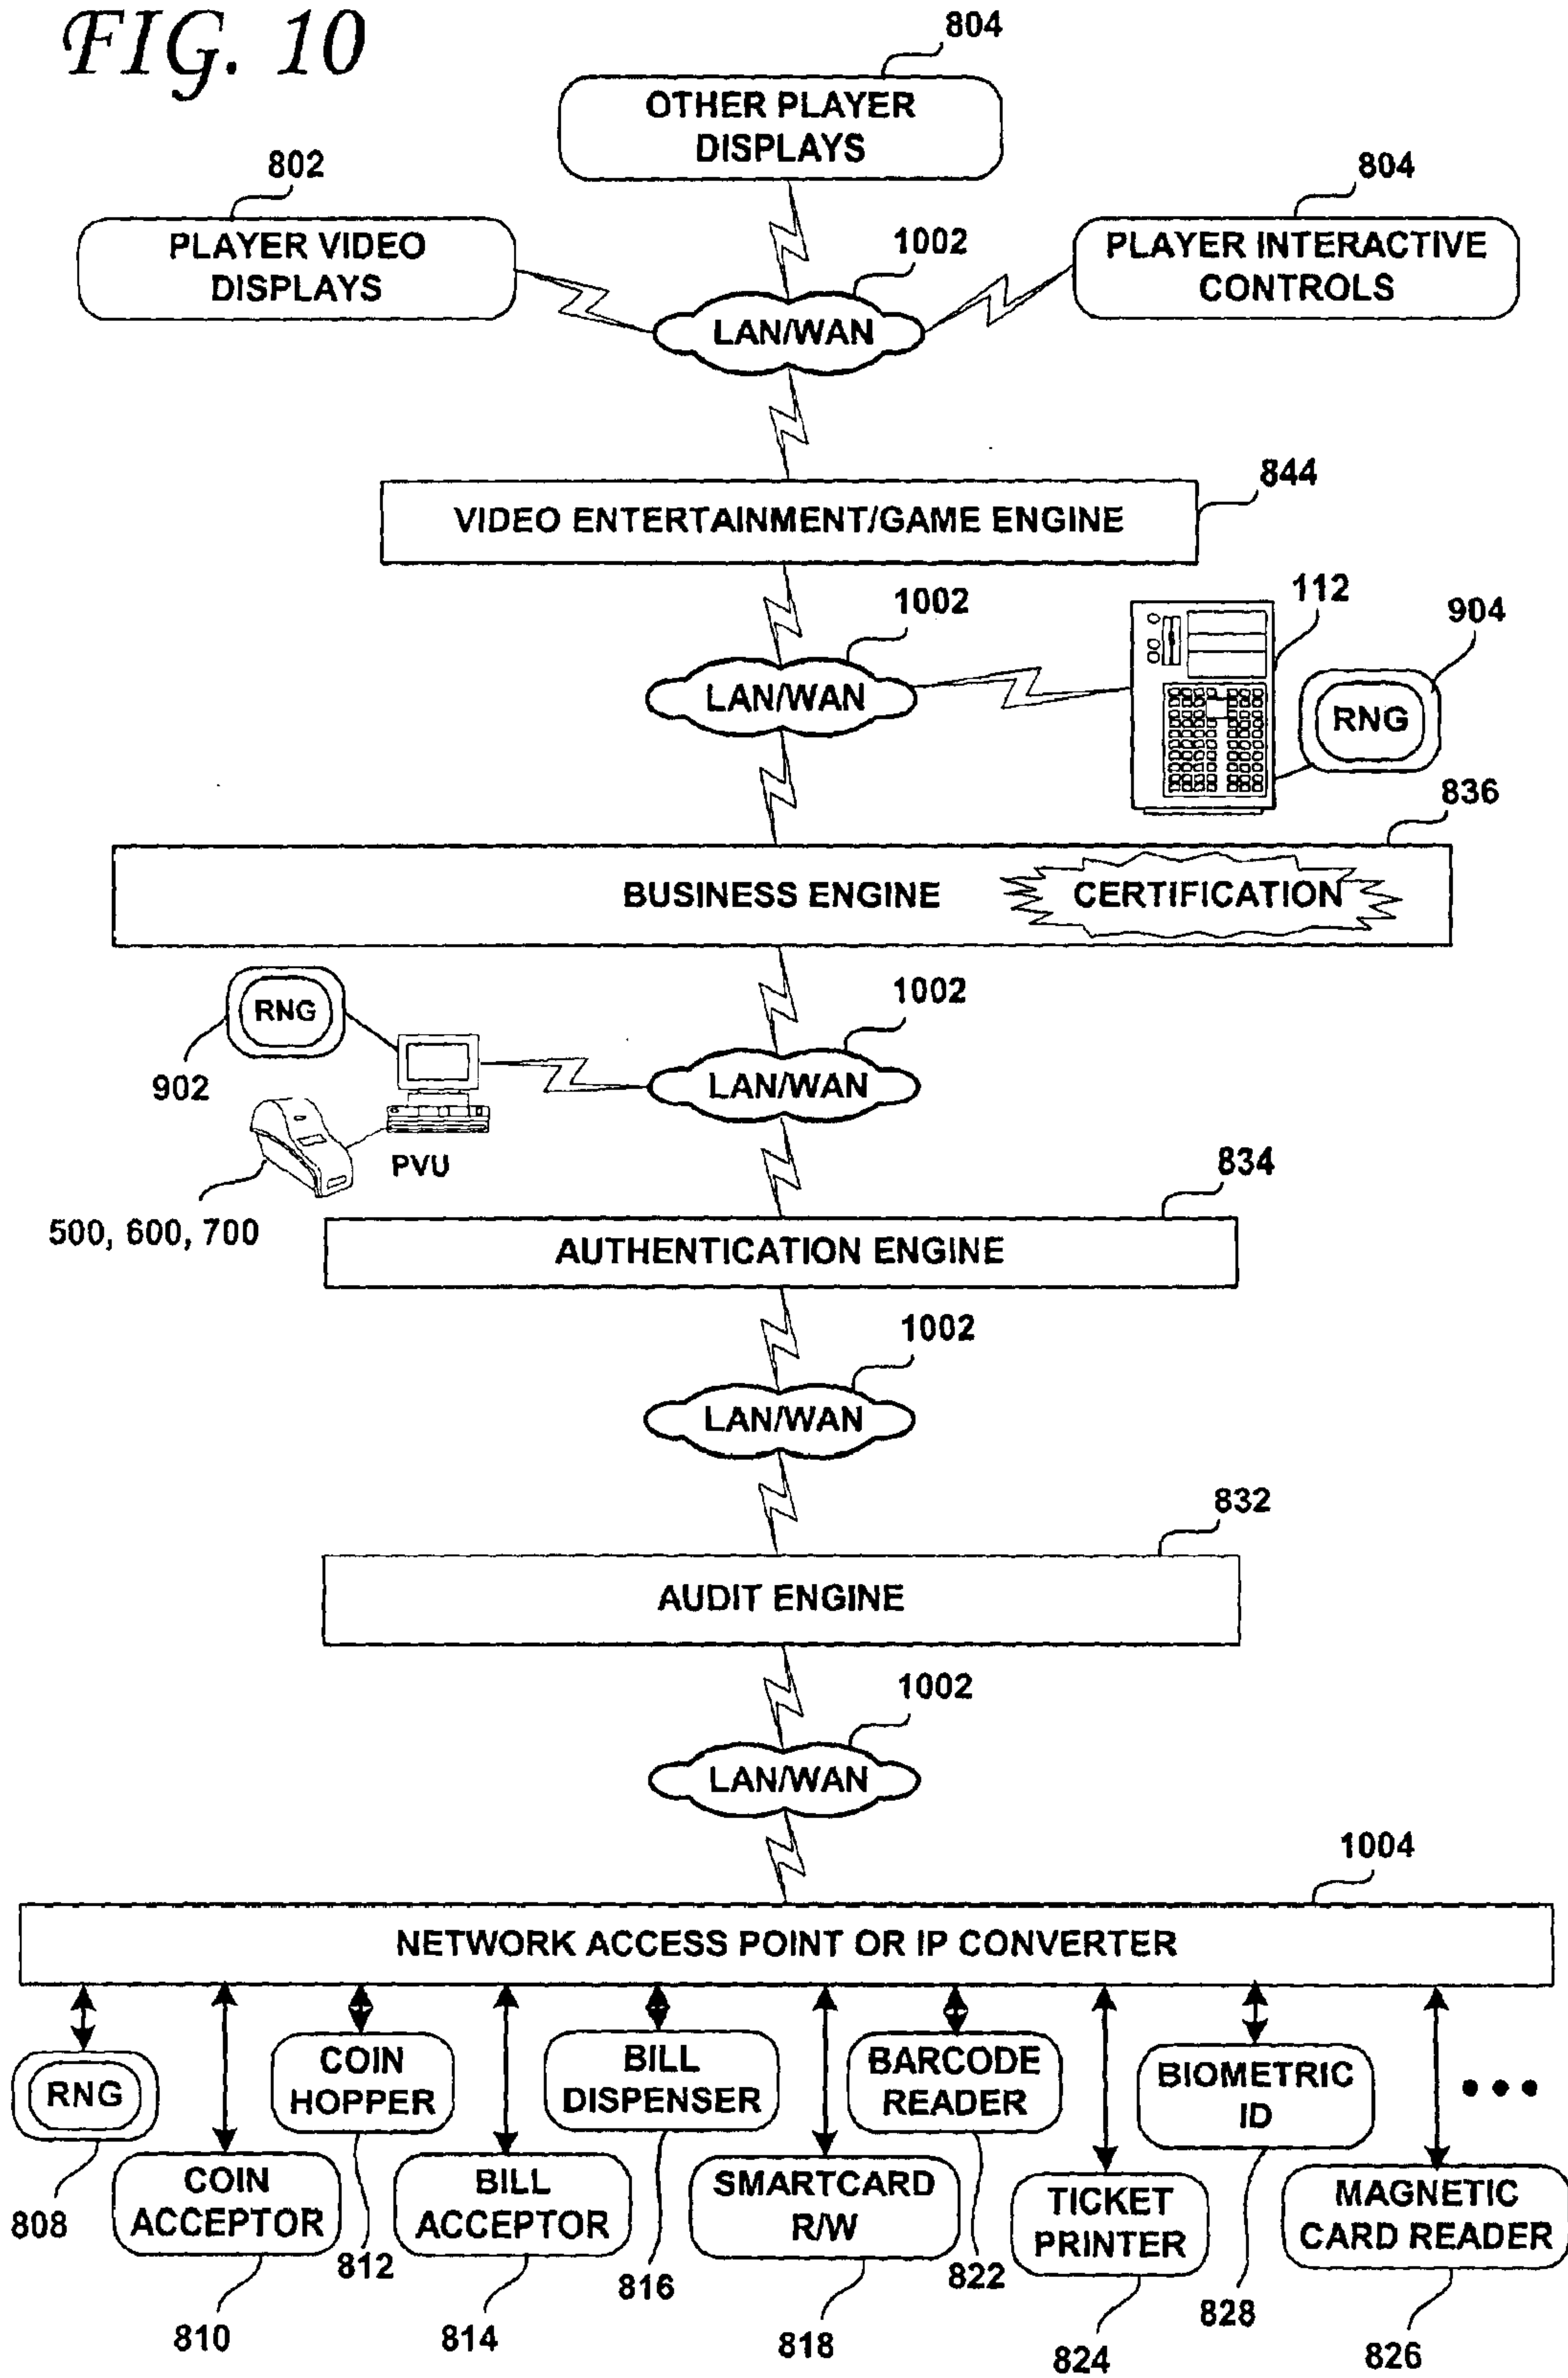 FIG. 10
804
OTHER PLAYER
DISPLAYS
802
804
PLAYER VIDEO
DISPLAYS
1002
PLAYER INTERACTIVE
CONTROLS
LAN/WAN
844
VIDEO ENTERTAINMENT/GAME ENGINE
1002
112
904
LAN/WAN
RNG
836
BUSINESS ENGINE
CERTIFICATION
1002
RNG
902
LAN/WAN
PVU
834
500, 600, 700
AUTHENTICATION ENGINE
1002
LAN/WAN
832
AUDIT ENGINE
1002
LAN/WAN
1004
NETWORK ACCESS POINT OR IP CONVERTER
RNG
COIN
HOPPER
BILL
DISPENSER
BARCODE
READER
BIOMETRIC
ID
•••
808
COIN
ACCEPTOR
812
BILL
ACCEPTOR
816
SMARTCARD
R/W
822
TICKET
PRINTER
828
MAGNETIC
CARD READER
810
814
818
824
826